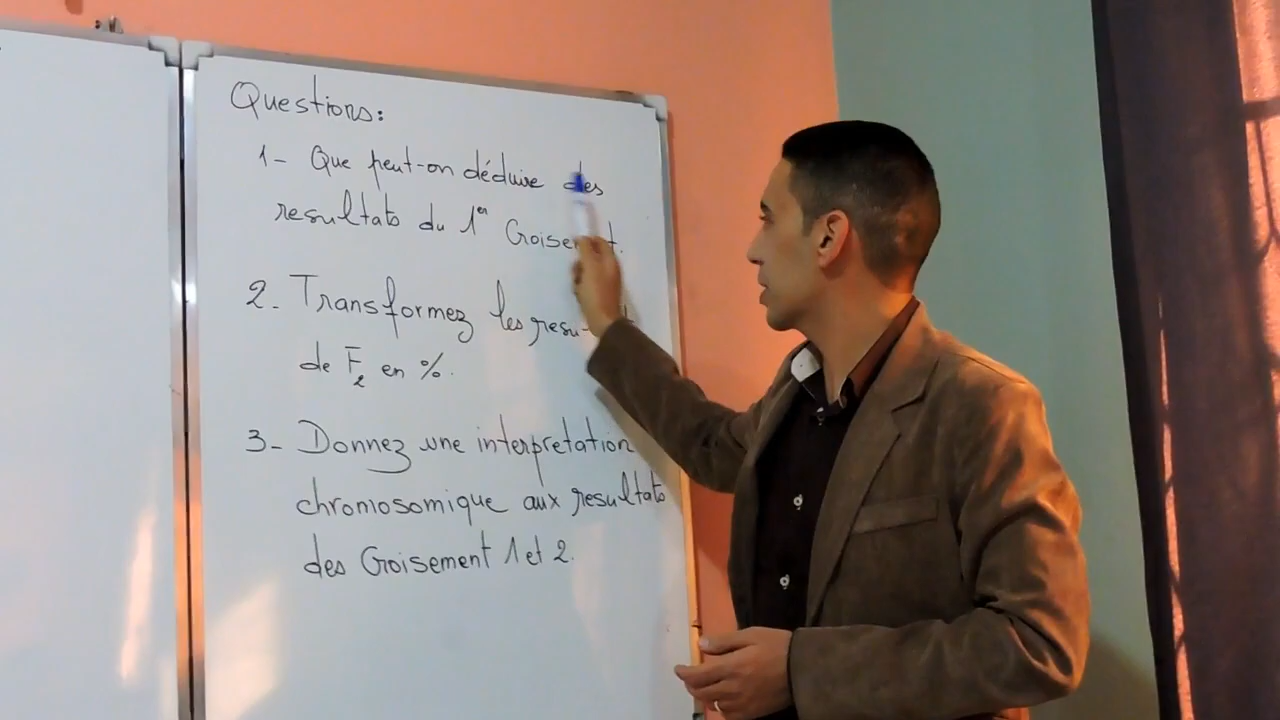 Questions:
1- Que peut-on déduire des
resultats du 1er Croisement.
2. Transformez les
de F2 en %.
3- Donnez une interpretation
chromosomique aux resultats
des Croisement 1 et 2.